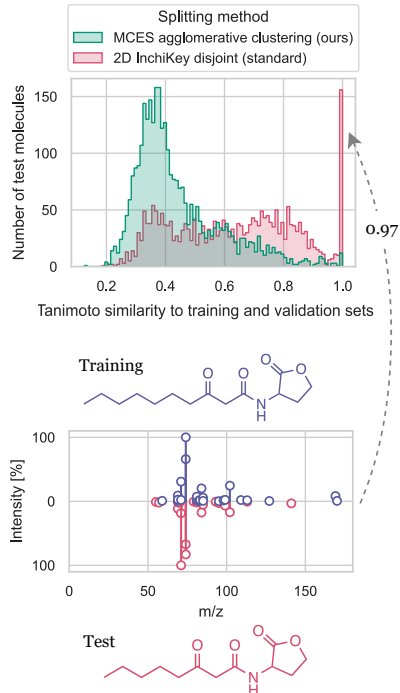 Splitting method
MCES agglomerative clustering (ours)
2D InchiKey disjoint (standard)
Number of test molecules
150
100
50
0
0.2 0.4 0.6 0.8 1.0
Tanimoto similarity to training and validation sets
0.97
Training
O O O O
N
H
Intensity [%]
100
0
100
0 50 100 150
m/z
Test
O O O O
N
H